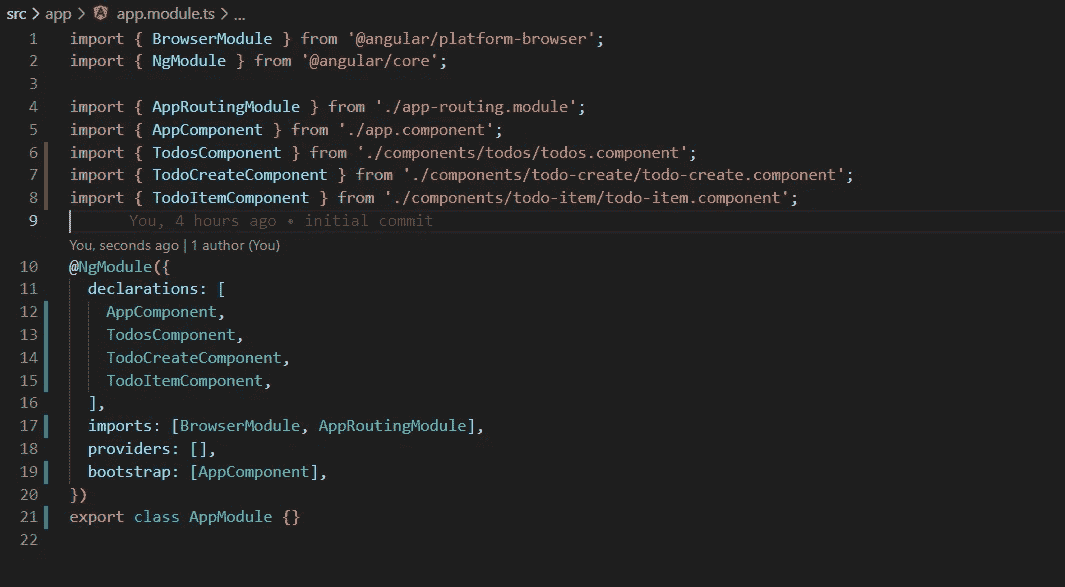 src > app > app.module.ts > ...
1 import { BrowserModule } from '@angular/platform-browser';
2 import { NgModule } from '@angular/core';
3
4 import { AppRoutingModule } from './app-routing.module';
5 import { AppComponent } from './app.component';
6 import { TodosComponent } from './components/todos/todos.component';
7 import { TodoCreateComponent } from './components/todo-create/todo-create.component';
8 import { TodoItemComponent } from './components/todo-item/todo-item.component';
9 You, 4 hours ago • initial commit
You, seconds ago | 1 author (You)
10 @NgModule({
11   declarations: [
12     AppComponent,
13     TodosComponent,
14     TodoCreateComponent,
15     TodoItemComponent,
16   ],
17   imports: [BrowserModule, AppRoutingModule],
18   providers: [],
19   bootstrap: [AppComponent],
20 })
21 export class AppModule {}
22